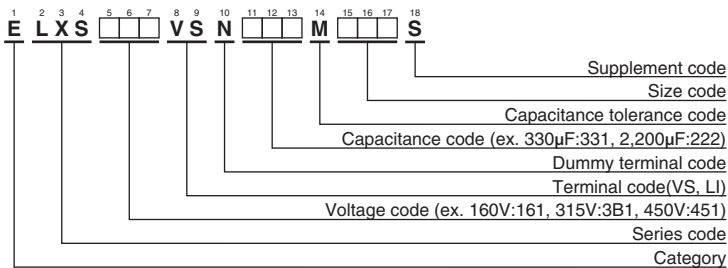 1 2 3 4 5 6 7 8 9 10 11 12 13 14 15 16 17 18
E L X S □□□ V S N □□□ M □□□ S
Supplement code
Size code
Capacitance tolerance code
Capacitance code (ex. 330µF:331, 2,200µF:222)
Dummy terminal code
Terminal code(VS, LI)
Voltage code (ex. 160V:161, 315V:3B1, 450V:451)
Series code
Category